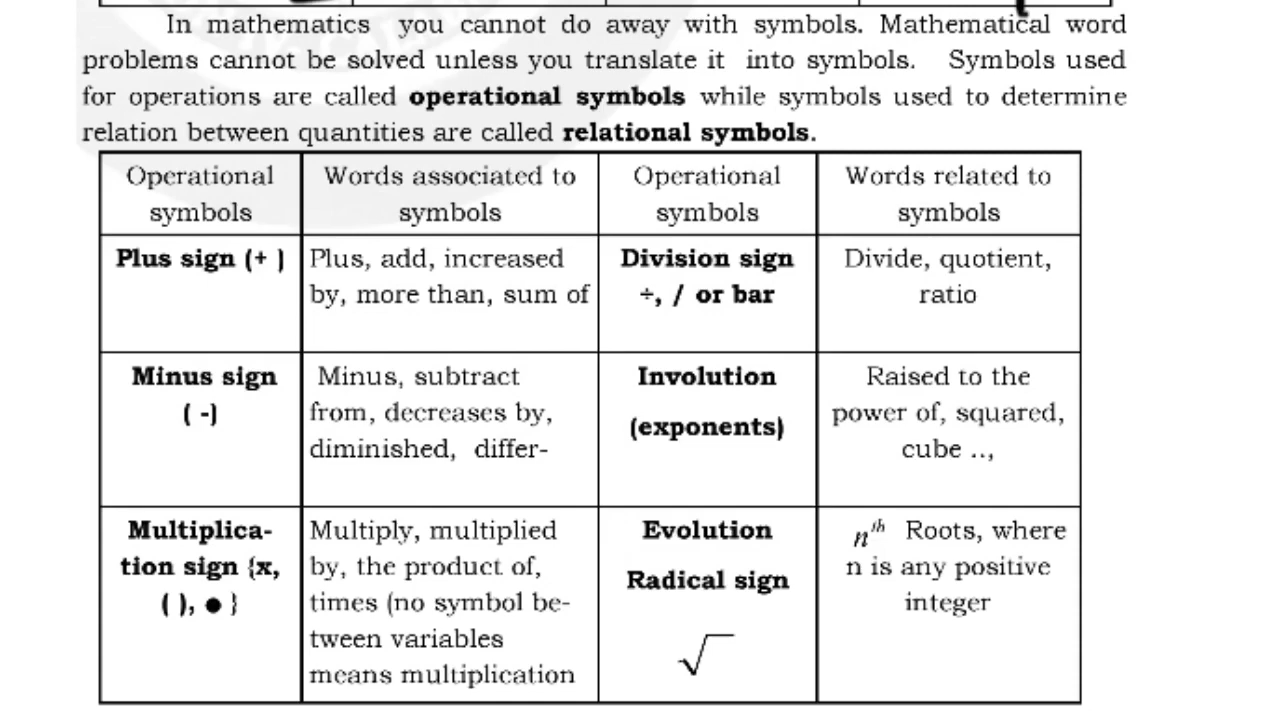 In mathematics you cannot do away with symbols. Mathematical word
problems cannot be solved unless you translate it into symbols. Symbols used
for operations are called operational symbols while symbols used to determine
relation between quantities are called relational symbols.
Operational
symbols
Words associated to
symbols
Operational
symbols
Words related to
symbols
Plus sign (+ )
Plus, add, increased
by, more than, sum of
Division sign
÷, / or bar
Divide, quotient,
ratio
Minus sign
( -)
Minus, subtract
from, decreases by,
diminished, differ-
Involution
(exponents)
Raised to the
power of, squared,
cube ..,
Multiplica-
tion sign {x,
( ), ● }
Multiply, multiplied
by, the product of,
times (no symbol be-
tween variables
means multiplication
Evolution
Radical sign
√
nth Roots, where
n is any positive
integer